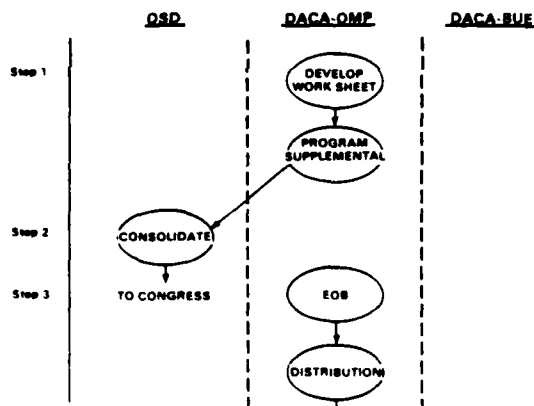 OSD DACA-OMP DACA-BUE
Step 1
DEVELOP
WORK SHEET
PROGRAM
SUPPLEMENTAL
Step 2
CONSOLIDATE
Step 3
TO CONGRESS
EOB
DISTRIBUTION